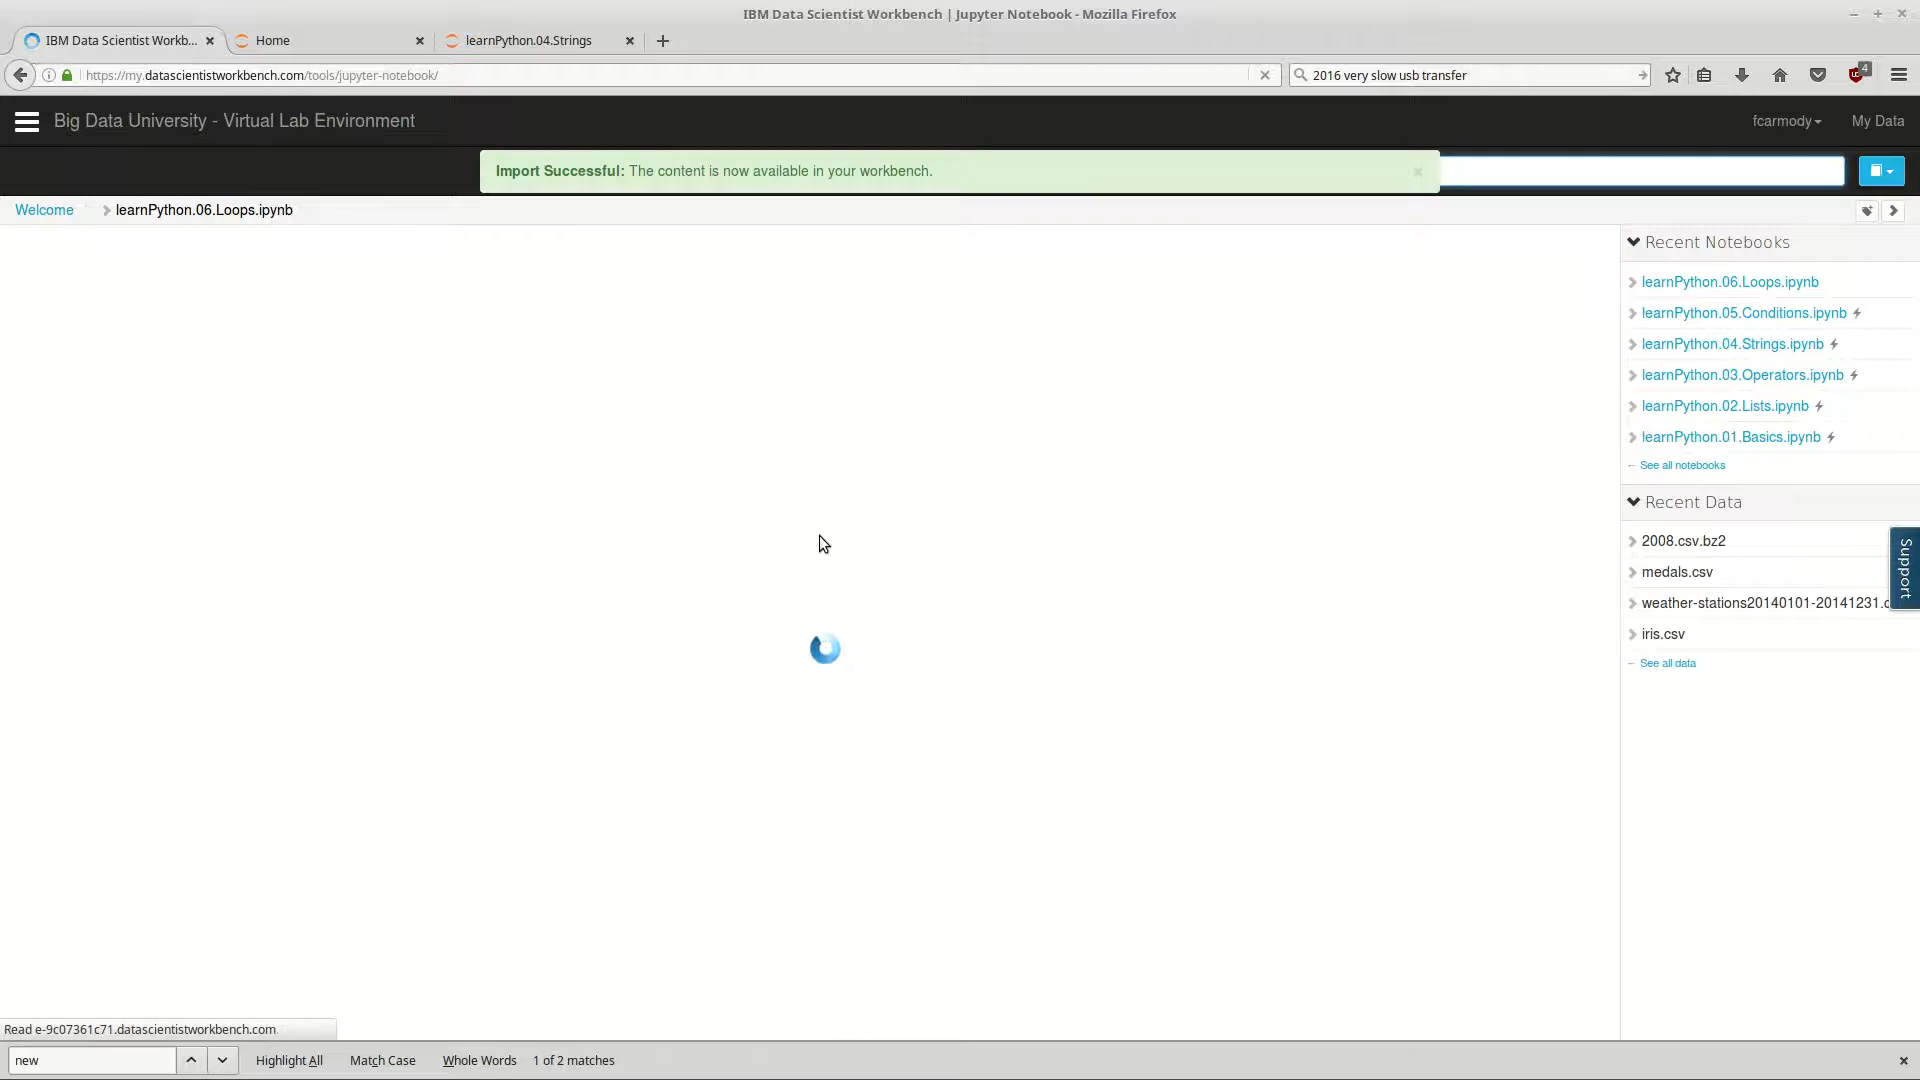 IBM Data Scientist Workbench | Jupyter Notebook - Mozilla Firefox
IBM Data Scientist Workb...
Home
learnPython.04.Strings
https://my.datascientistworkbench.com/tools/jupyter-notebook/
2016 very slow usb transfer
4
Big Data University - Virtual Lab Environment
fcarmody
My Data
Import Successful: The content is now available in your workbench.
Welcome
learnPython.06.Loops.ipynb
Recent Notebooks
learnPython.06.Loops.ipynb
learnPython.05.Conditions.ipynb
learnPython.04.Strings.ipynb
learnPython.03.Operators.ipynb
learnPython.02.Lists.ipynb
learnPython.01.Basics.ipynb
← See all notebooks
Recent Data
2008.csv.bz2
medals.csv
weather-stations20140101-20141231.c
iris.csv
← See all data
Support
Read e-9c07361c71.datascientistworkbench.com
new
Highlight All
Match Case
Whole Words
1 of 2 matches